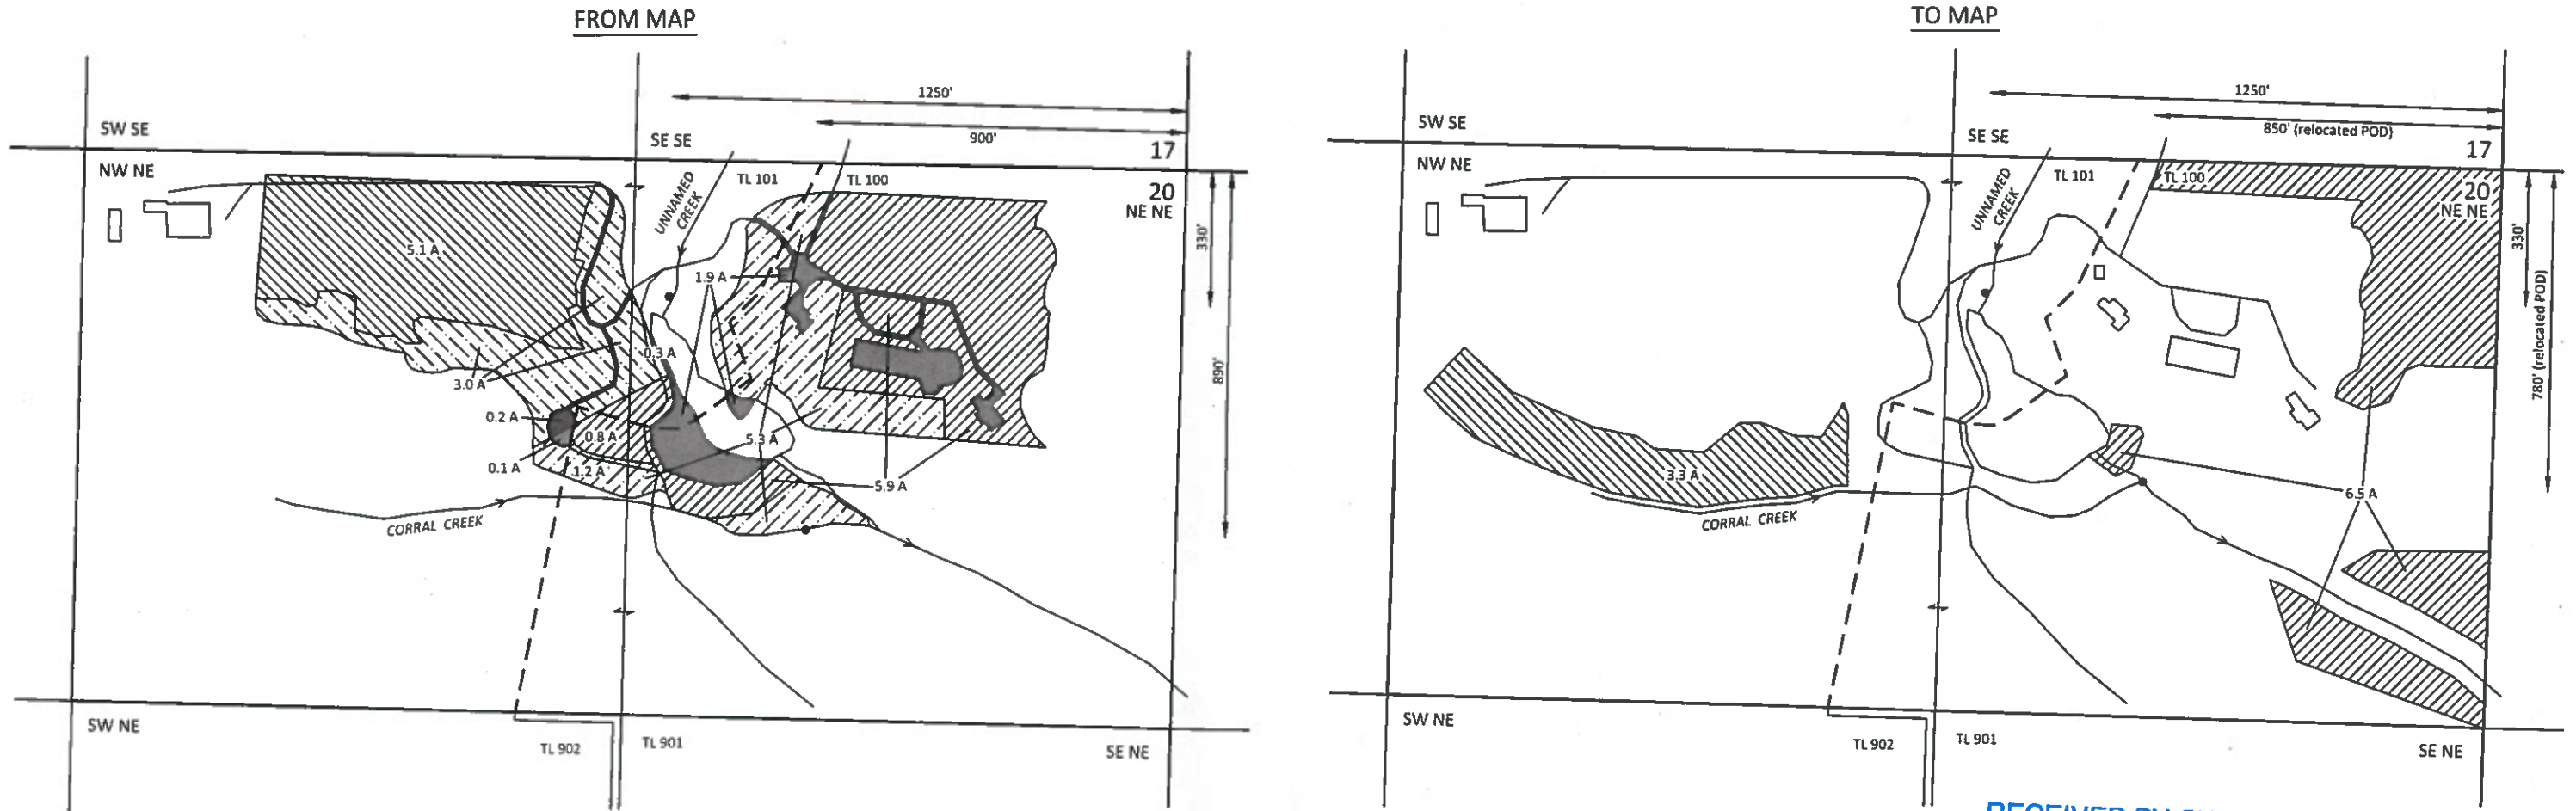 FROM MAP
1250'
900'
SW SE
SE SE
17
NW NE
TL 101
TL 100
20
NE NE
UNNAMED
CREEK
330'
5.1 A
1.9 A
0.3 A
890'
3.0 A
0.2 A
0.8 A
5.3 A
0.1 A
1.2 A
5.9 A
CORRAL CREEK
SW NE
TL 902
TL 901
SE NE
TO MAP
1250'
850' (relocated POD)
SW SE
SE SE
17
NW NE
TL 101
TL 100
20
NE NE
UNNAMED
CREEK
330'
780' (relocated POD)
3.3 A
6.5 A
CORRAL CREEK
SW NE
TL 902
TL 901
SE NE